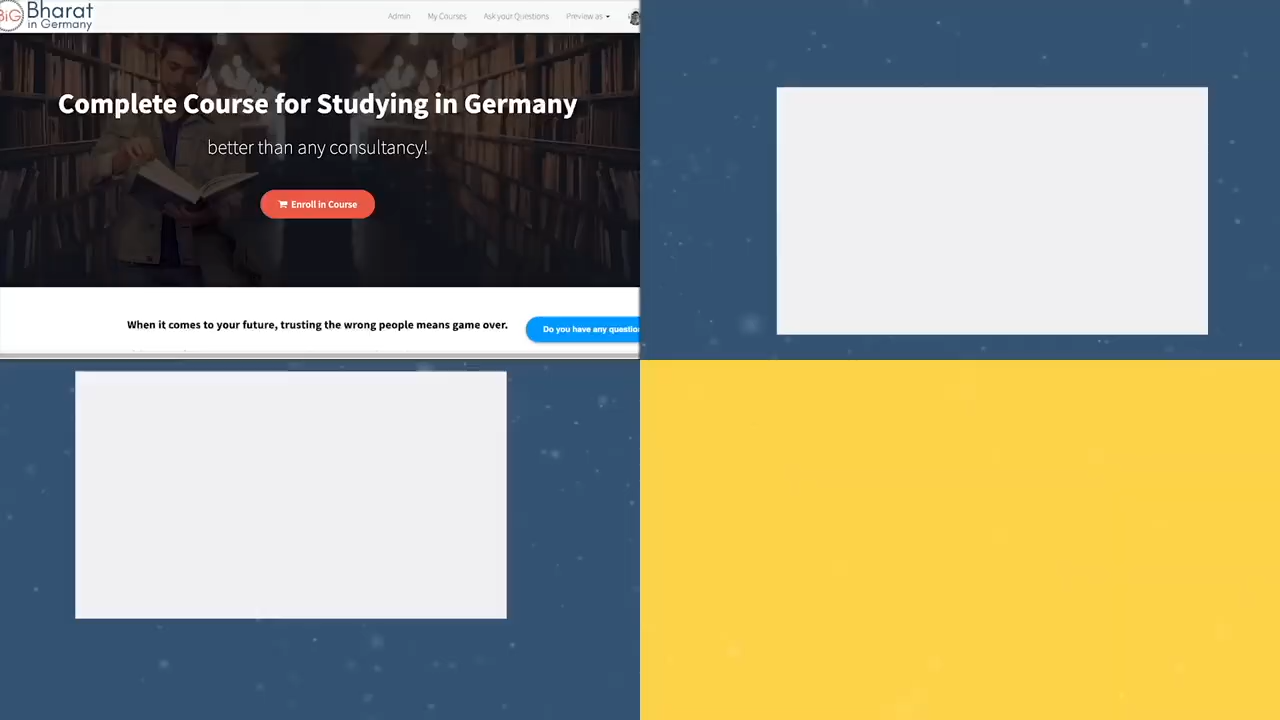 BiG
Bharat
in Germany
Admin
My Courses
Ask your Questions
Preview as
Complete Course for Studying in Germany
better than any consultancy!
Enroll in Course
When it comes to your future, trusting the wrong people means game over.
Do you have any questio